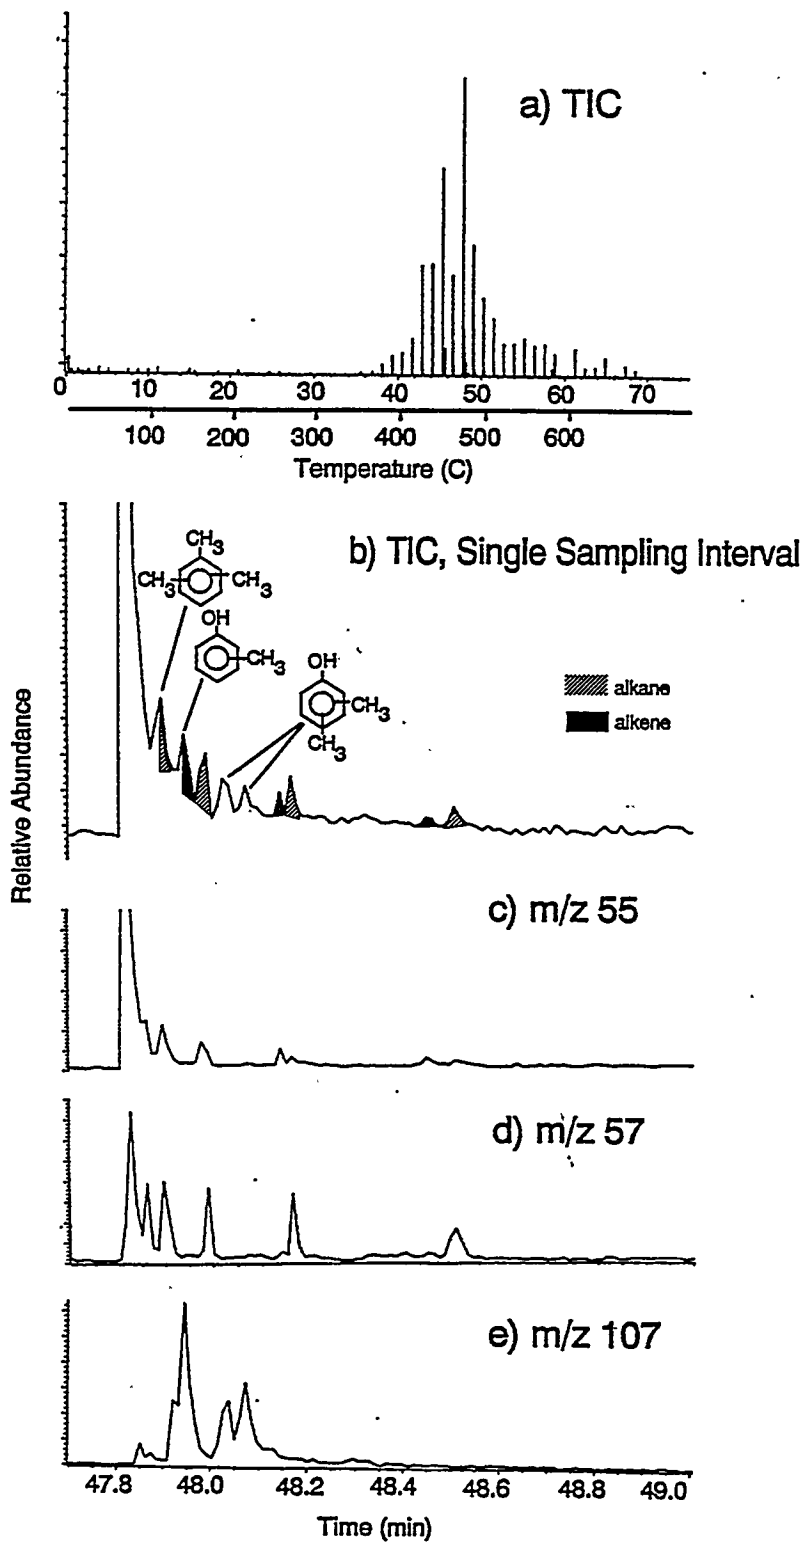 a) TIC
0 10 20 30 40 50 60 70
100 200 300 400 500 600
Temperature (C)
b) TIC, Single Sampling Interval
CH3
CH3 CH3
OH
CH3
OH
CH3
CH3
alkane
alkene
Relative Abundance
c) m/z 55
d) m/z 57
e) m/z 107
47.8 48.0 48.2 48.4 48.6 48.8 49.0
Time (min)